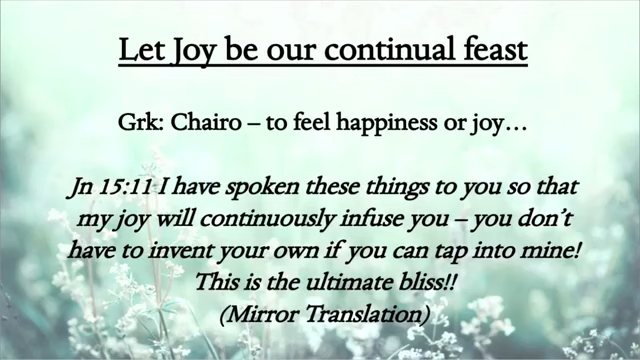 Let Joy be our continual feast
Grk: Chairo – to feel happiness or joy…
Jn 15:11 I have spoken these things to you so that
my joy will continuously infuse you – you don’t
have to invent your own if you can tap into mine!
This is the ultimate bliss!!
(Mirror Translation)